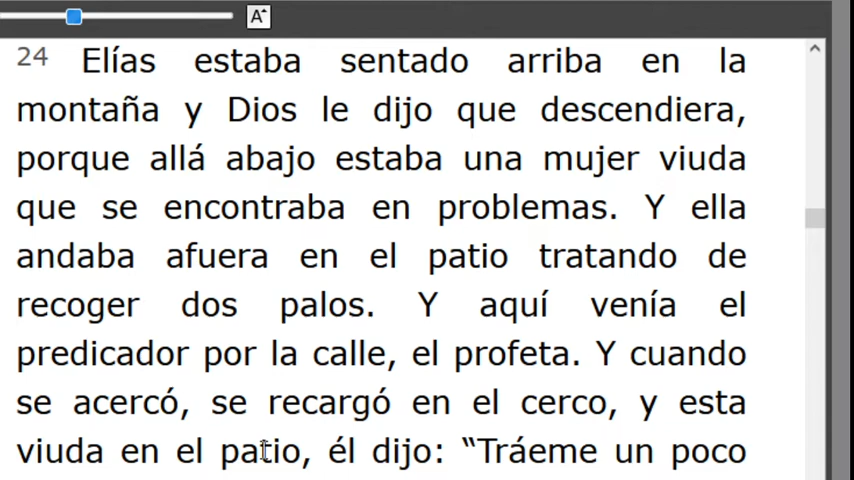 A
24 Elías estaba sentado arriba en la
montaña y Dios le dijo que descendiera,
porque allá abajo estaba una mujer viuda
que se encontraba en problemas. Y ella
andaba afuera en el patio tratando de
recoger dos palos. Y aquí venía el
predicador por la calle, el profeta. Y cuando
se acercó, se recargó en el cerco, y esta
viuda en el patio, él dijo: “Tráeme un poco